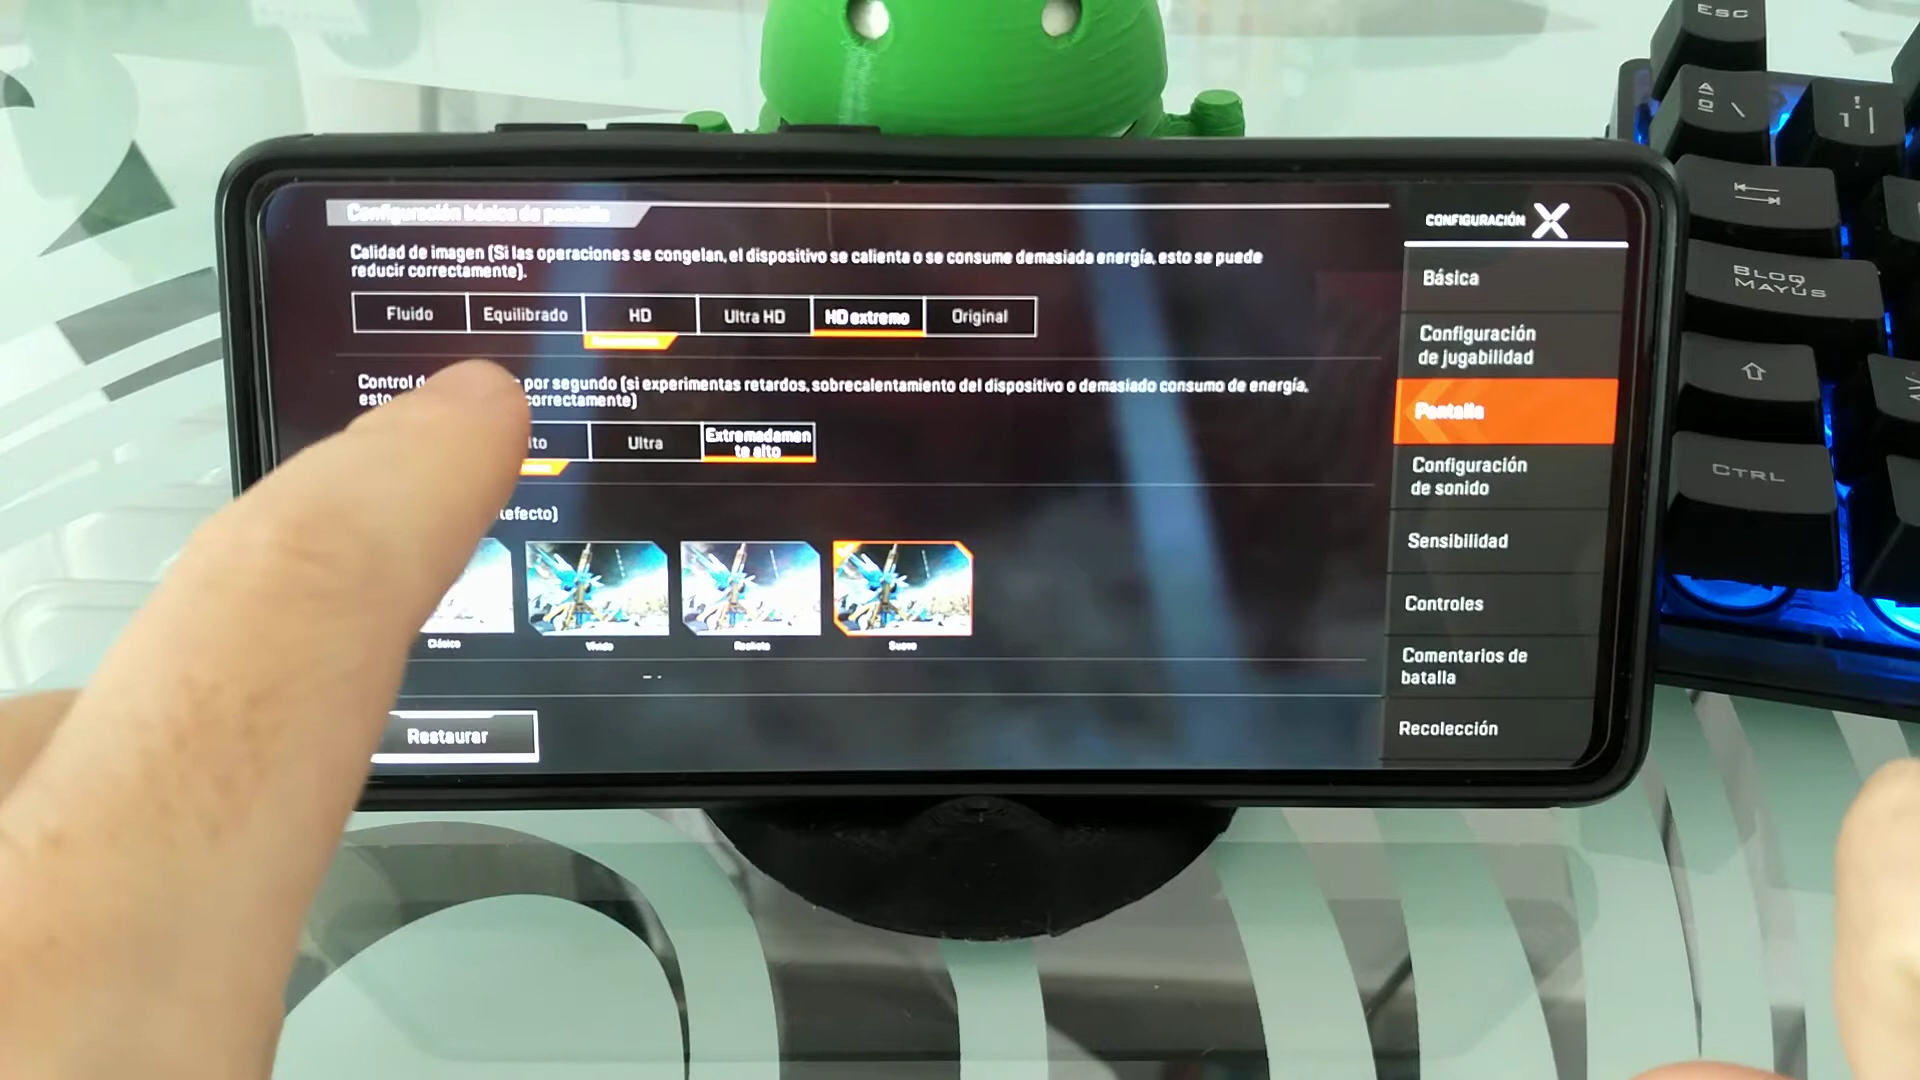 Configuración básica de pantalla
Calidad de imagen (Si las operaciones se congelan, el dispositivo se calienta o se consume demasiada energía, esto se puede
reducir correctamente).
Fluido
Equilibrado
HD
Ultra HD
HD extremo
Original
Control d
por segundo (si experimentas retardos, sobrecalentamiento del dispositivo o demasiado consumo de energía,
esto
correctamente)
Ultra
Extremadamen
te alto
efecto)
Clásico
Vívido
Realista
Suave
Restaurar
CONFIGURACIÓN
Básica
Configuración
de jugabilidad
Pantalla
Configuración
de sonido
Sensibilidad
Controles
Comentarios de
batalla
Recolección
ESC
BLOQ
MAYÚS
CTRL